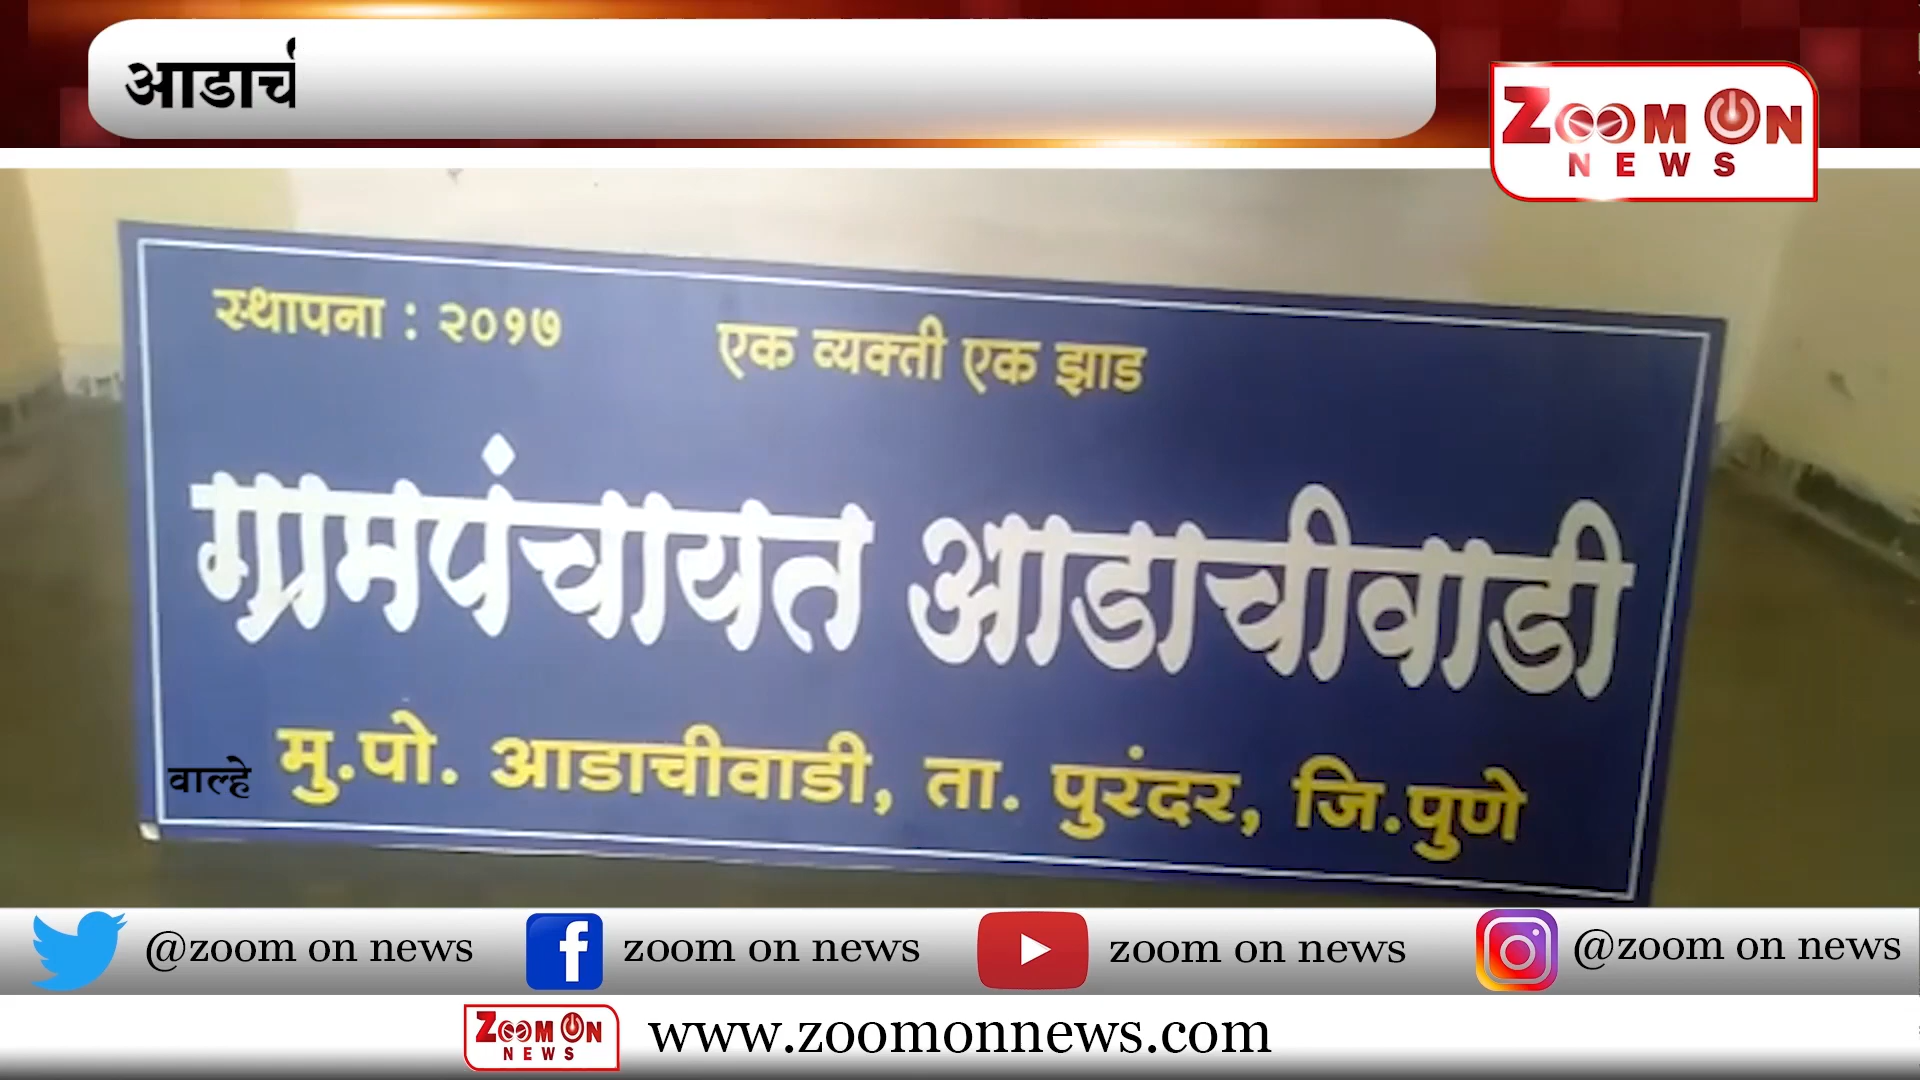 आडाची
ZOOM ON
NEWS
स्थापना : २०१७
एक व्यक्ती एक झाड
ग्रामपंचायत आडाचीवाडी
वाल्हे
मु.पो. आडाचीवाडी, ता. पुरंदर, जि.पुणे
@zoom on news
zoom on news
zoom on news
@zoom on news
ZOOM ON
NEWS
www.zoomonnews.com